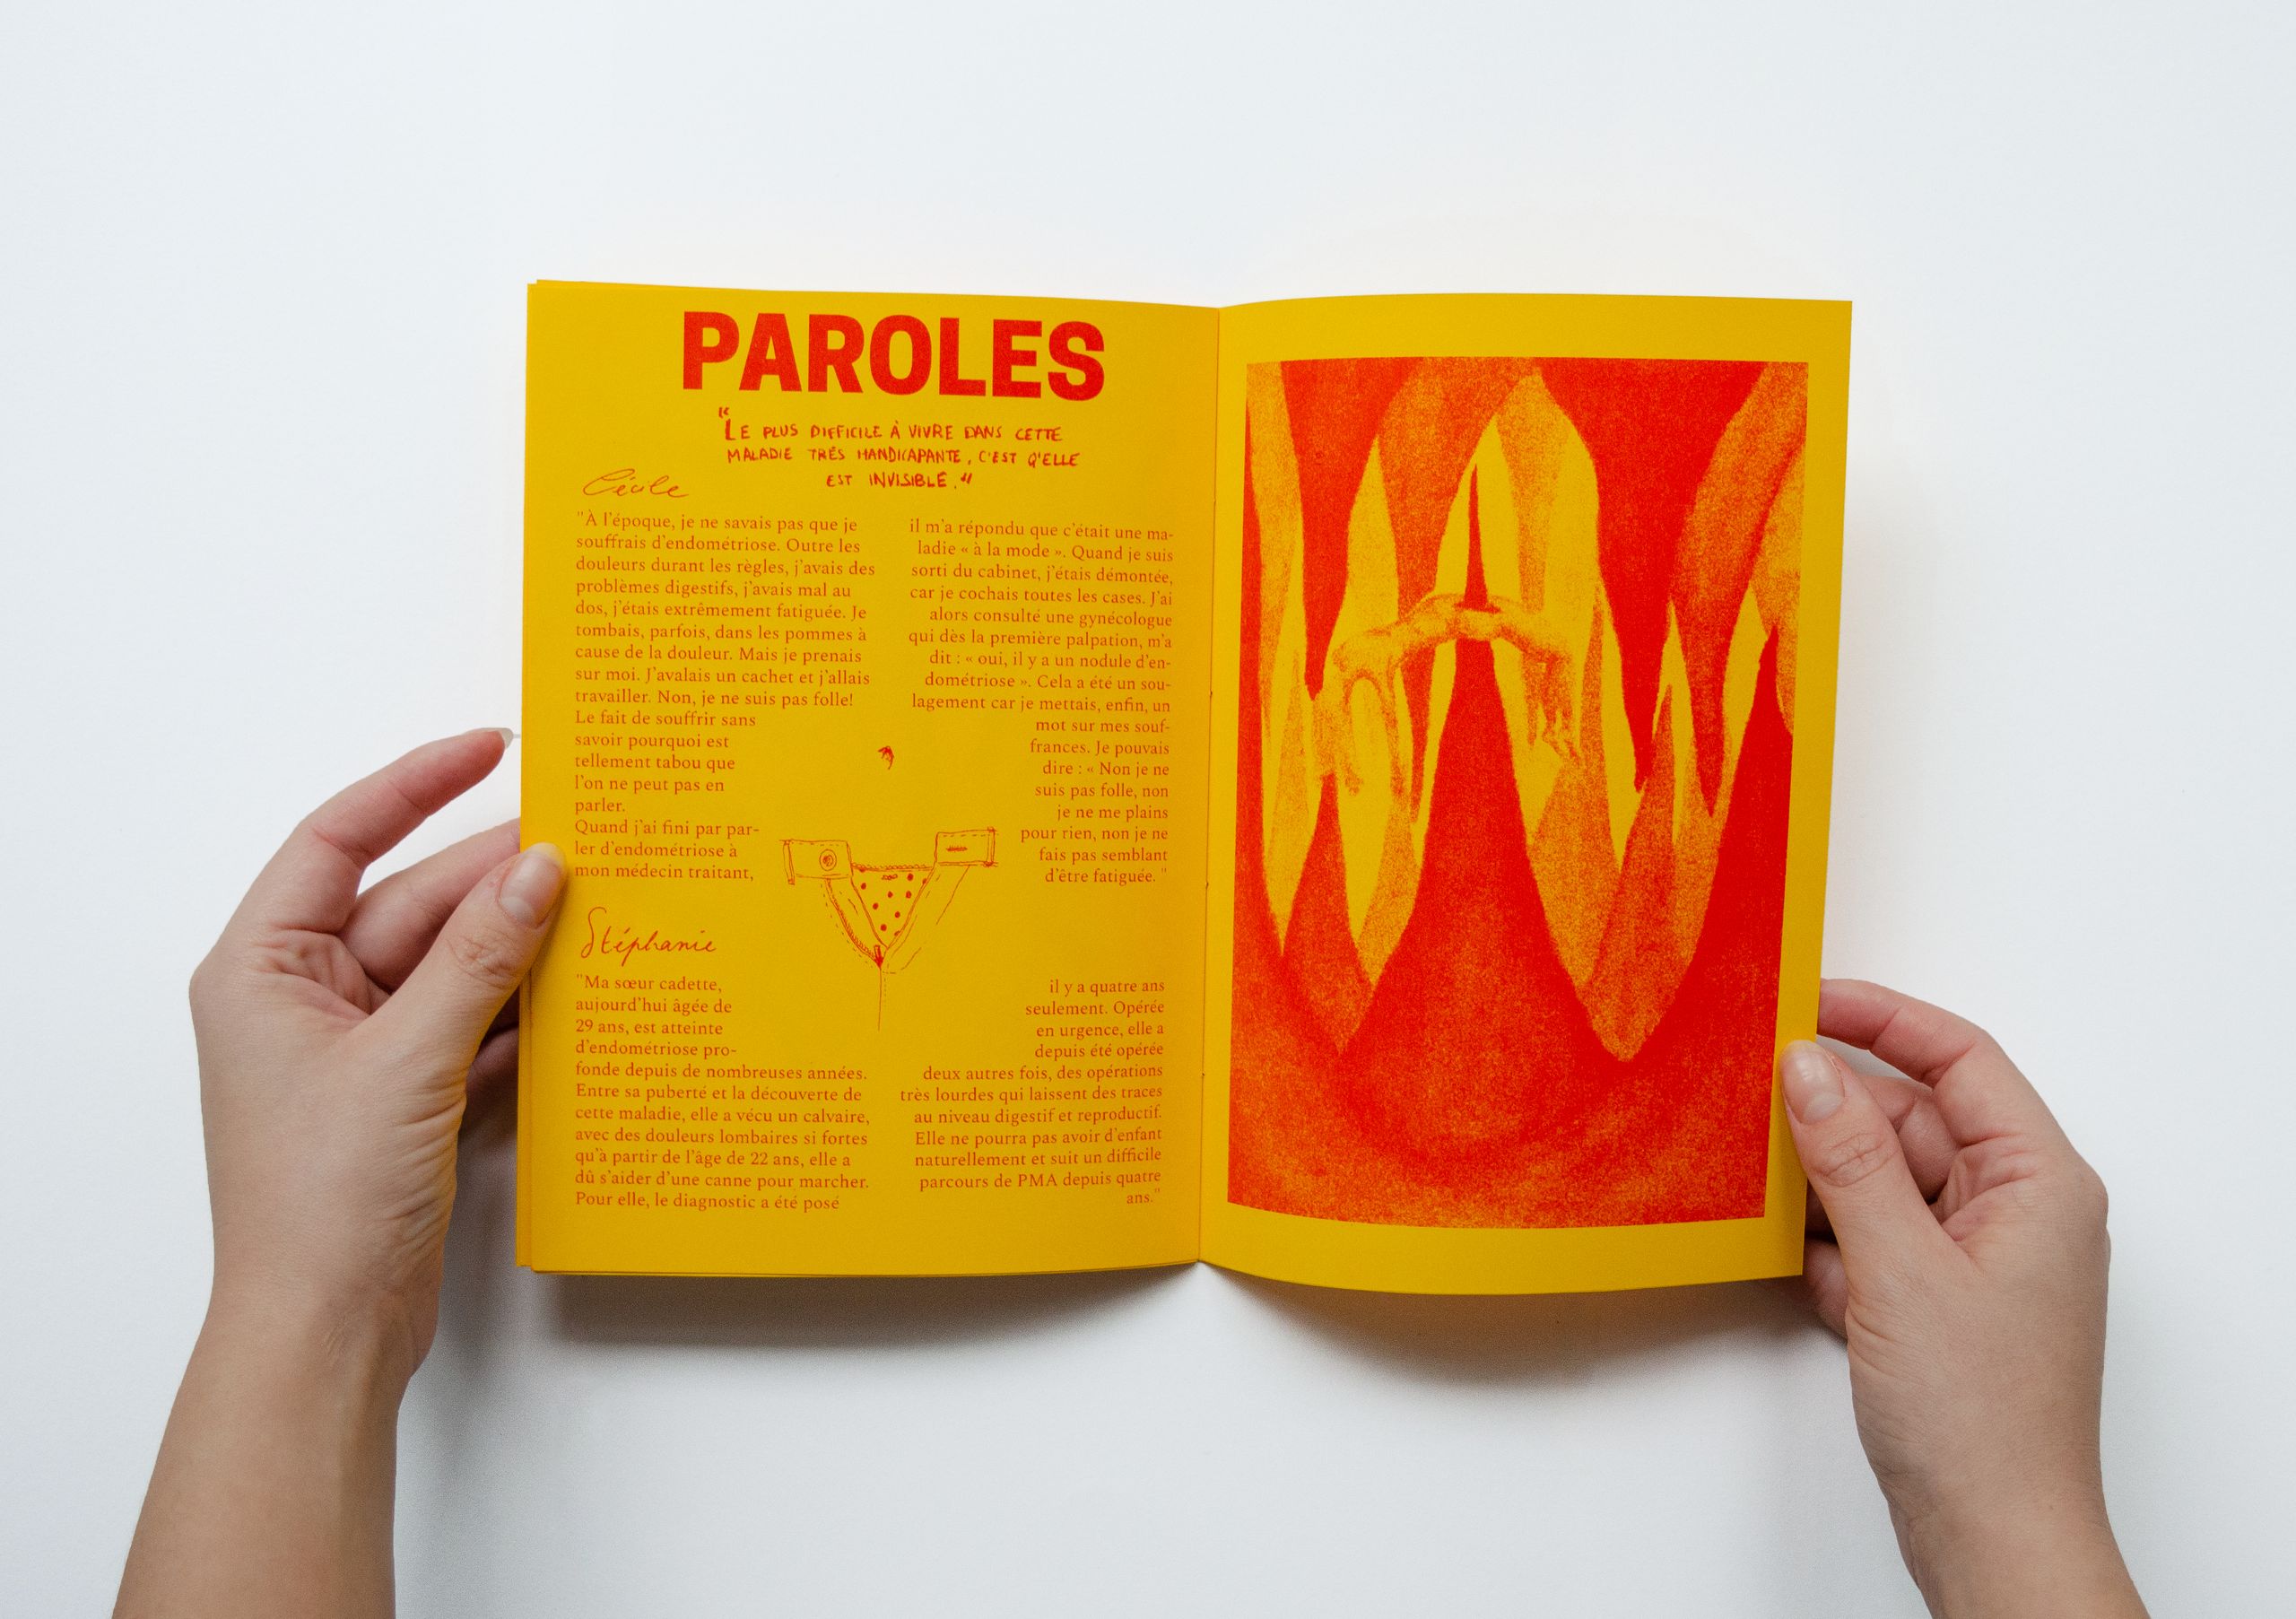 PAROLES
"LE PLUS DIFFICILE À VIVRE DANS CETTE
MALADIE TRÉS HANDICAPANTE, C'EST Q'ELLE
EST INVISIBLE."
Cécile
"À l'époque, je ne savais pas que je
souffrais d'endométriose. Outre les
douleurs durant les règles, j'avais des
problèmes digestifs, j'avais mal au
dos, j'étais extrêmement fatiguée. Je
tombais, parfois, dans les pommes à
cause de la douleur. Mais je prenais
sur moi. J'avalais un cachet et j'allais
travailler. Non, je ne suis pas folle!
Le fait de souffrir sans
savoir pourquoi est
tellement tabou que
l'on ne peut pas en
parler.
Quand j'ai fini par par-
ler d'endométriose à
mon médecin traitant,
il m'a répondu que c'était une ma-
ladie « à la mode ». Quand je suis
sorti du cabinet, j'étais démontée,
car je cochais toutes les cases. J'ai
alors consulté une gynécologue
qui dès la première palpation, m'a
dit : « oui, il y a un nodule d'en-
dométriose ». Cela a été un sou-
lagement car je mettais, enfin, un
mot sur mes souf-
frances. Je pouvais
dire : « Non je ne
suis pas folle, non
je ne me plains
pour rien, non je ne
fais pas semblant
d'être fatiguée. "
Stéphanie
"Ma sœur cadette,
aujourd'hui âgée de
29 ans, est atteinte
d'endométriose pro-
fonde depuis de nombreuses années.
Entre sa puberté et la découverte de
cette maladie, elle a vécu un calvaire,
avec des douleurs lombaires si fortes
qu'à partir de l'âge de 22 ans, elle a
dû s'aider d'une canne pour marcher.
Pour elle, le diagnostic a été posé
il y a quatre ans
seulement. Opérée
en urgence, elle a
depuis été opérée
deux autres fois, des opérations
très lourdes qui laissent des traces
au niveau digestif et reproductif.
Elle ne pourra pas avoir d'enfant
naturellement et suit un difficile
parcours de PMA depuis quatre
ans."